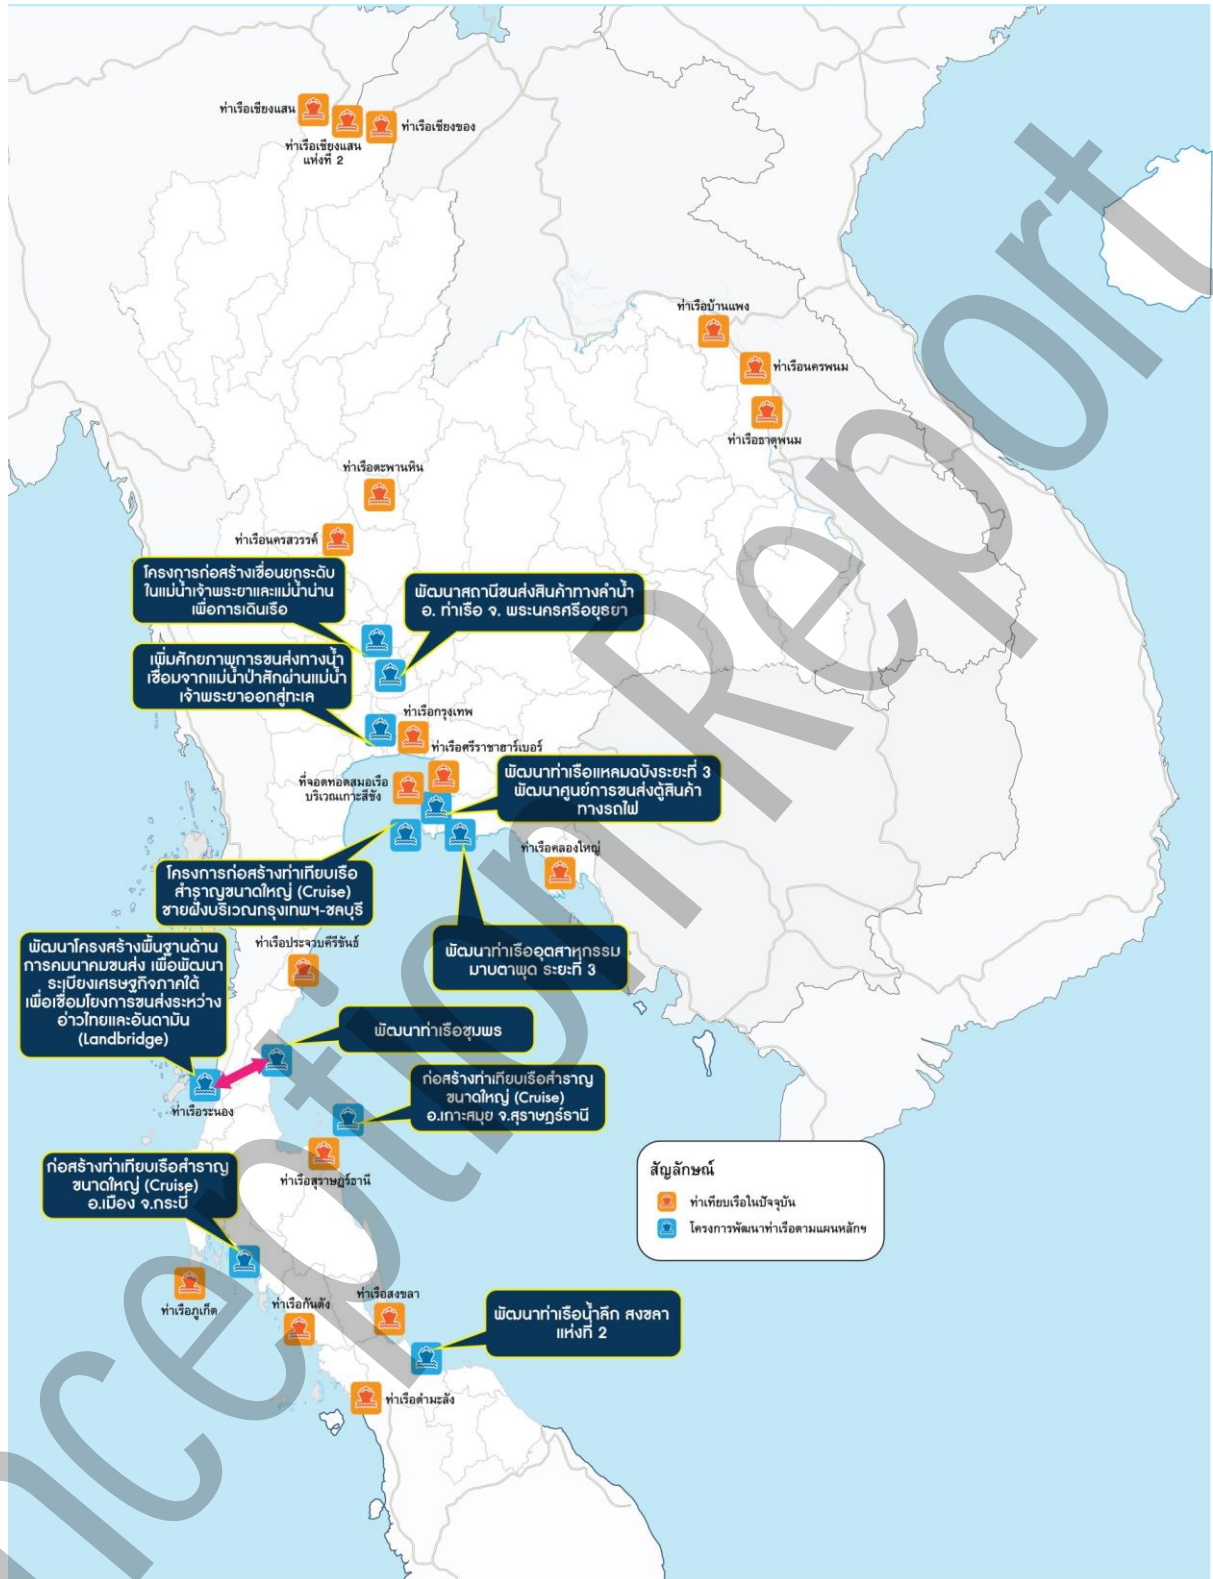 ท่าเรือเชียงแสน
ท่าเรือเชียงแสน
แห่งที่ 2
ท่าเรือเชียงของ
ท่าเรือบ้านแพง
ท่าเรือนครพนม
ท่าเรือธาตุพนม
ท่าเรือตะพานหิน
ท่าเรือนครสวรรค์
โครงการก่อสร้างเขื่อนยกระดับ
ในแม่น้ำเจ้าพระยาและแม่น้ำน่าน
เพื่อการเดินเรือ
พัฒนาสถานีขนส่งสินค้าทางลำน้ำ
อ. ท่าเรือ จ. พระนครศรีอยุธยา
เพิ่มศักยภาพการขนส่งทางน้ำ
เชื่อมจากแม่น้ำป่าสักผ่านแม่น้ำ
เจ้าพระยาออกสู่ทะเล
ท่าเรือกรุงเทพ
ท่าเรือศรีราชาฮาร์เบอร์
ที่จอดทอดสมอเรือ
บริเวณเกาะสีชัง
พัฒนาท่าเรือแหลมฉบังระยะที่ 3
พัฒนาศูนย์การขนส่งตู้สินค้า
ทางรถไฟ
ท่าเรือคลองใหญ่
โครงการก่อสร้างท่าเทียบเรือ
สำราญขนาดใหญ่ (Cruise)
ชายฝั่งบริเวณกรุงเทพฯ-ชลบุรี
พัฒนาท่าเรืออุตสาหกรรม
มาบตาพุด ระยะที่ 3
ท่าเรือประจวบคีรีขันธ์
พัฒนาโครงสร้างพื้นฐานด้าน
การคมนาคมขนส่ง เพื่อพัฒนา
ระเบียงเศรษฐกิจภาคใต้
เพื่อเชื่อมโยงการขนส่งระหว่าง
อ่าวไทยและอันดามัน
(Landbridge)
พัฒนาท่าเรือชุมพร
ท่าเรือระนอง
ก่อสร้างท่าเทียบเรือสำราญ
ขนาดใหญ่ (Cruise)
อ.เกาะสมุย จ.สุราษฎร์ธานี
ท่าเรือสุราษฎร์ธานี
ก่อสร้างท่าเทียบเรือสำราญ
ขนาดใหญ่ (Cruise)
อ.เมือง จ.กระบี่
สัญลักษณ์
ท่าเทียบเรือในปัจจุบัน
โครงการพัฒนาท่าเรือตามแผนหลักฯ
ท่าเรือภูเก็ต
ท่าเรือกันตัง
ท่าเรือสงขลา
พัฒนาท่าเรือน้ำลึก สงขลา
แห่งที่ 2
ท่าเรือตำมะลัง
nception Report